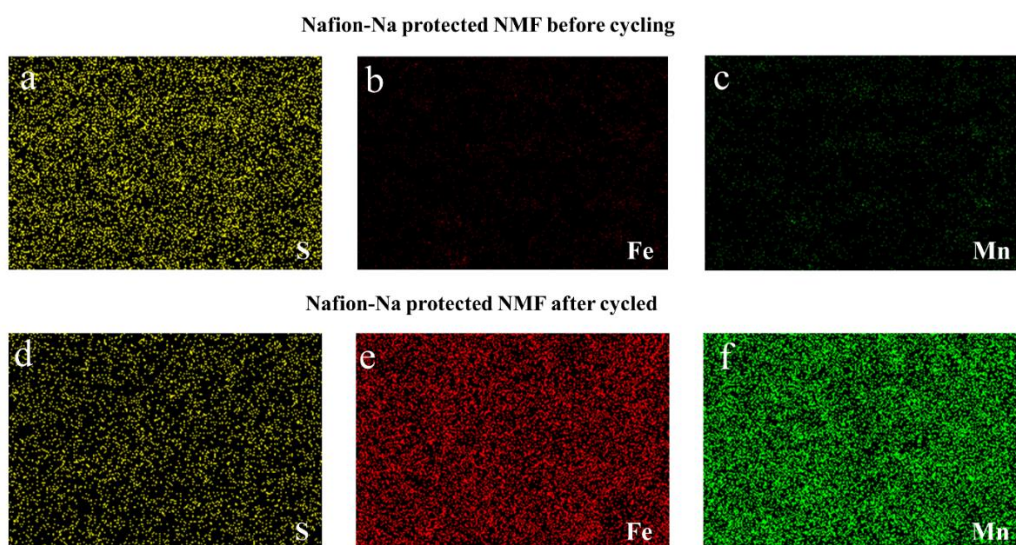 Nafion-Na protected NMF before cycling
a
b
c
S
Fe
Mn
Nafion-Na protected NMF after cycled
d
e
f
S
Fe
Mn